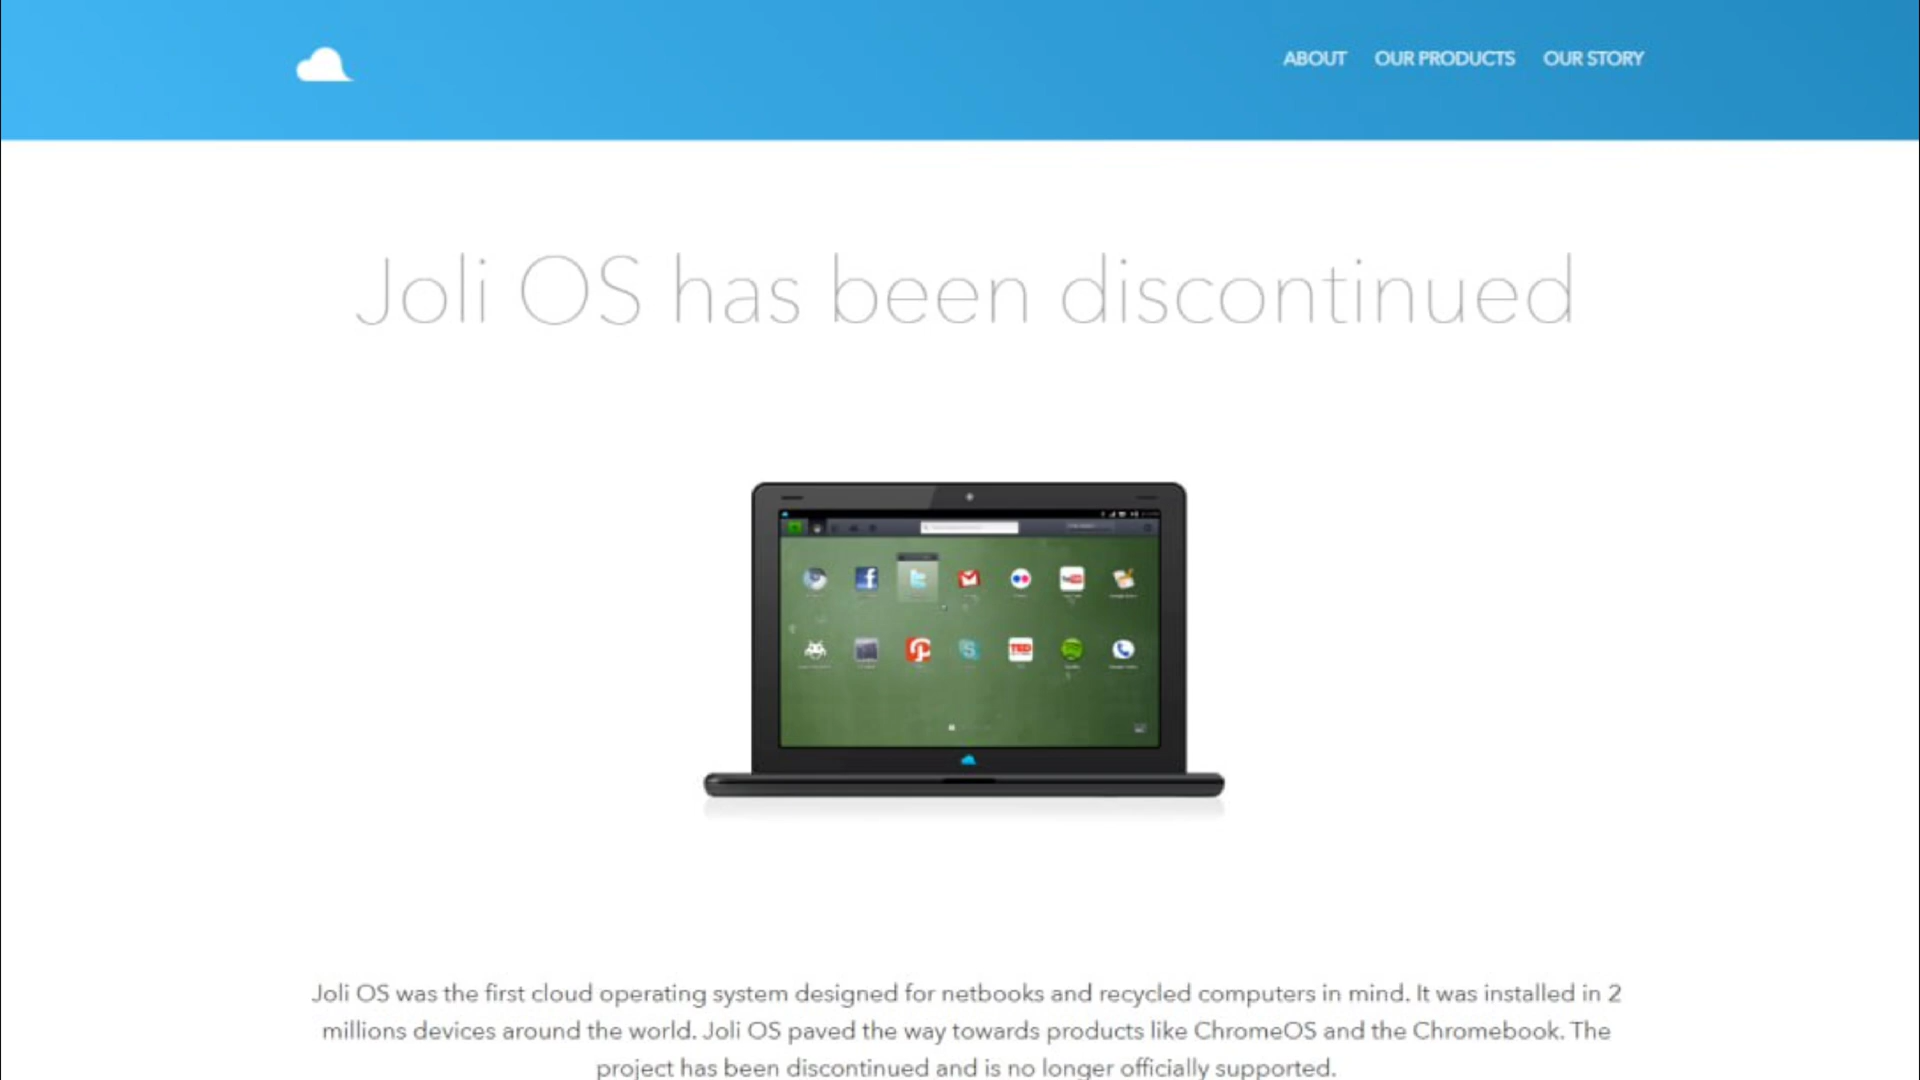 ABOUT OUR PRODUCTS OUR STORY
Joli OS has been discontinued
TED
Joli OS was the first cloud operating system designed for netbooks and recycled computers in mind. It was installed in 2
millions devices around the world. Joli OS paved the way towards products like ChromeOS and the Chromebook. The
project has been discontinued and is no longer officially supported.